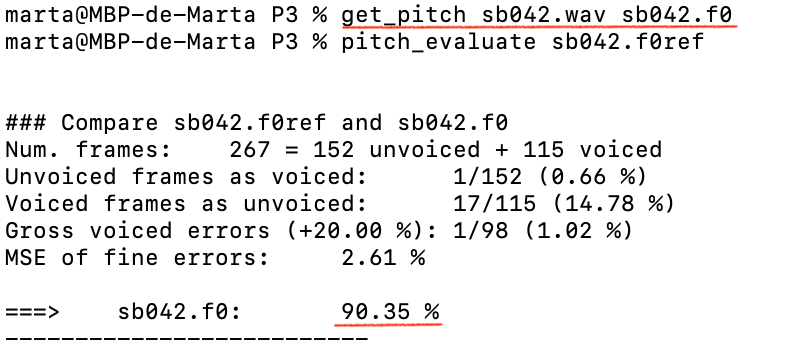 marta@MBP-de-Marta P3 % get_pitch sb042.wav sb042.f0
marta@MBP-de-Marta P3 % pitch_evaluate sb042.f0ref
### Compare sb042.f0ref and sb042.f0
Num. frames:    267 = 152 unvoiced + 115 voiced
Unvoiced frames as voiced:      1/152 (0.66 %)
Voiced frames as unvoiced:      17/115 (14.78 %)
Gross voiced errors (+20.00 %): 1/98 (1.02 %)
MSE of fine errors:     2.61 %
===>    sb042.f0:       90.35 %
--------------------------